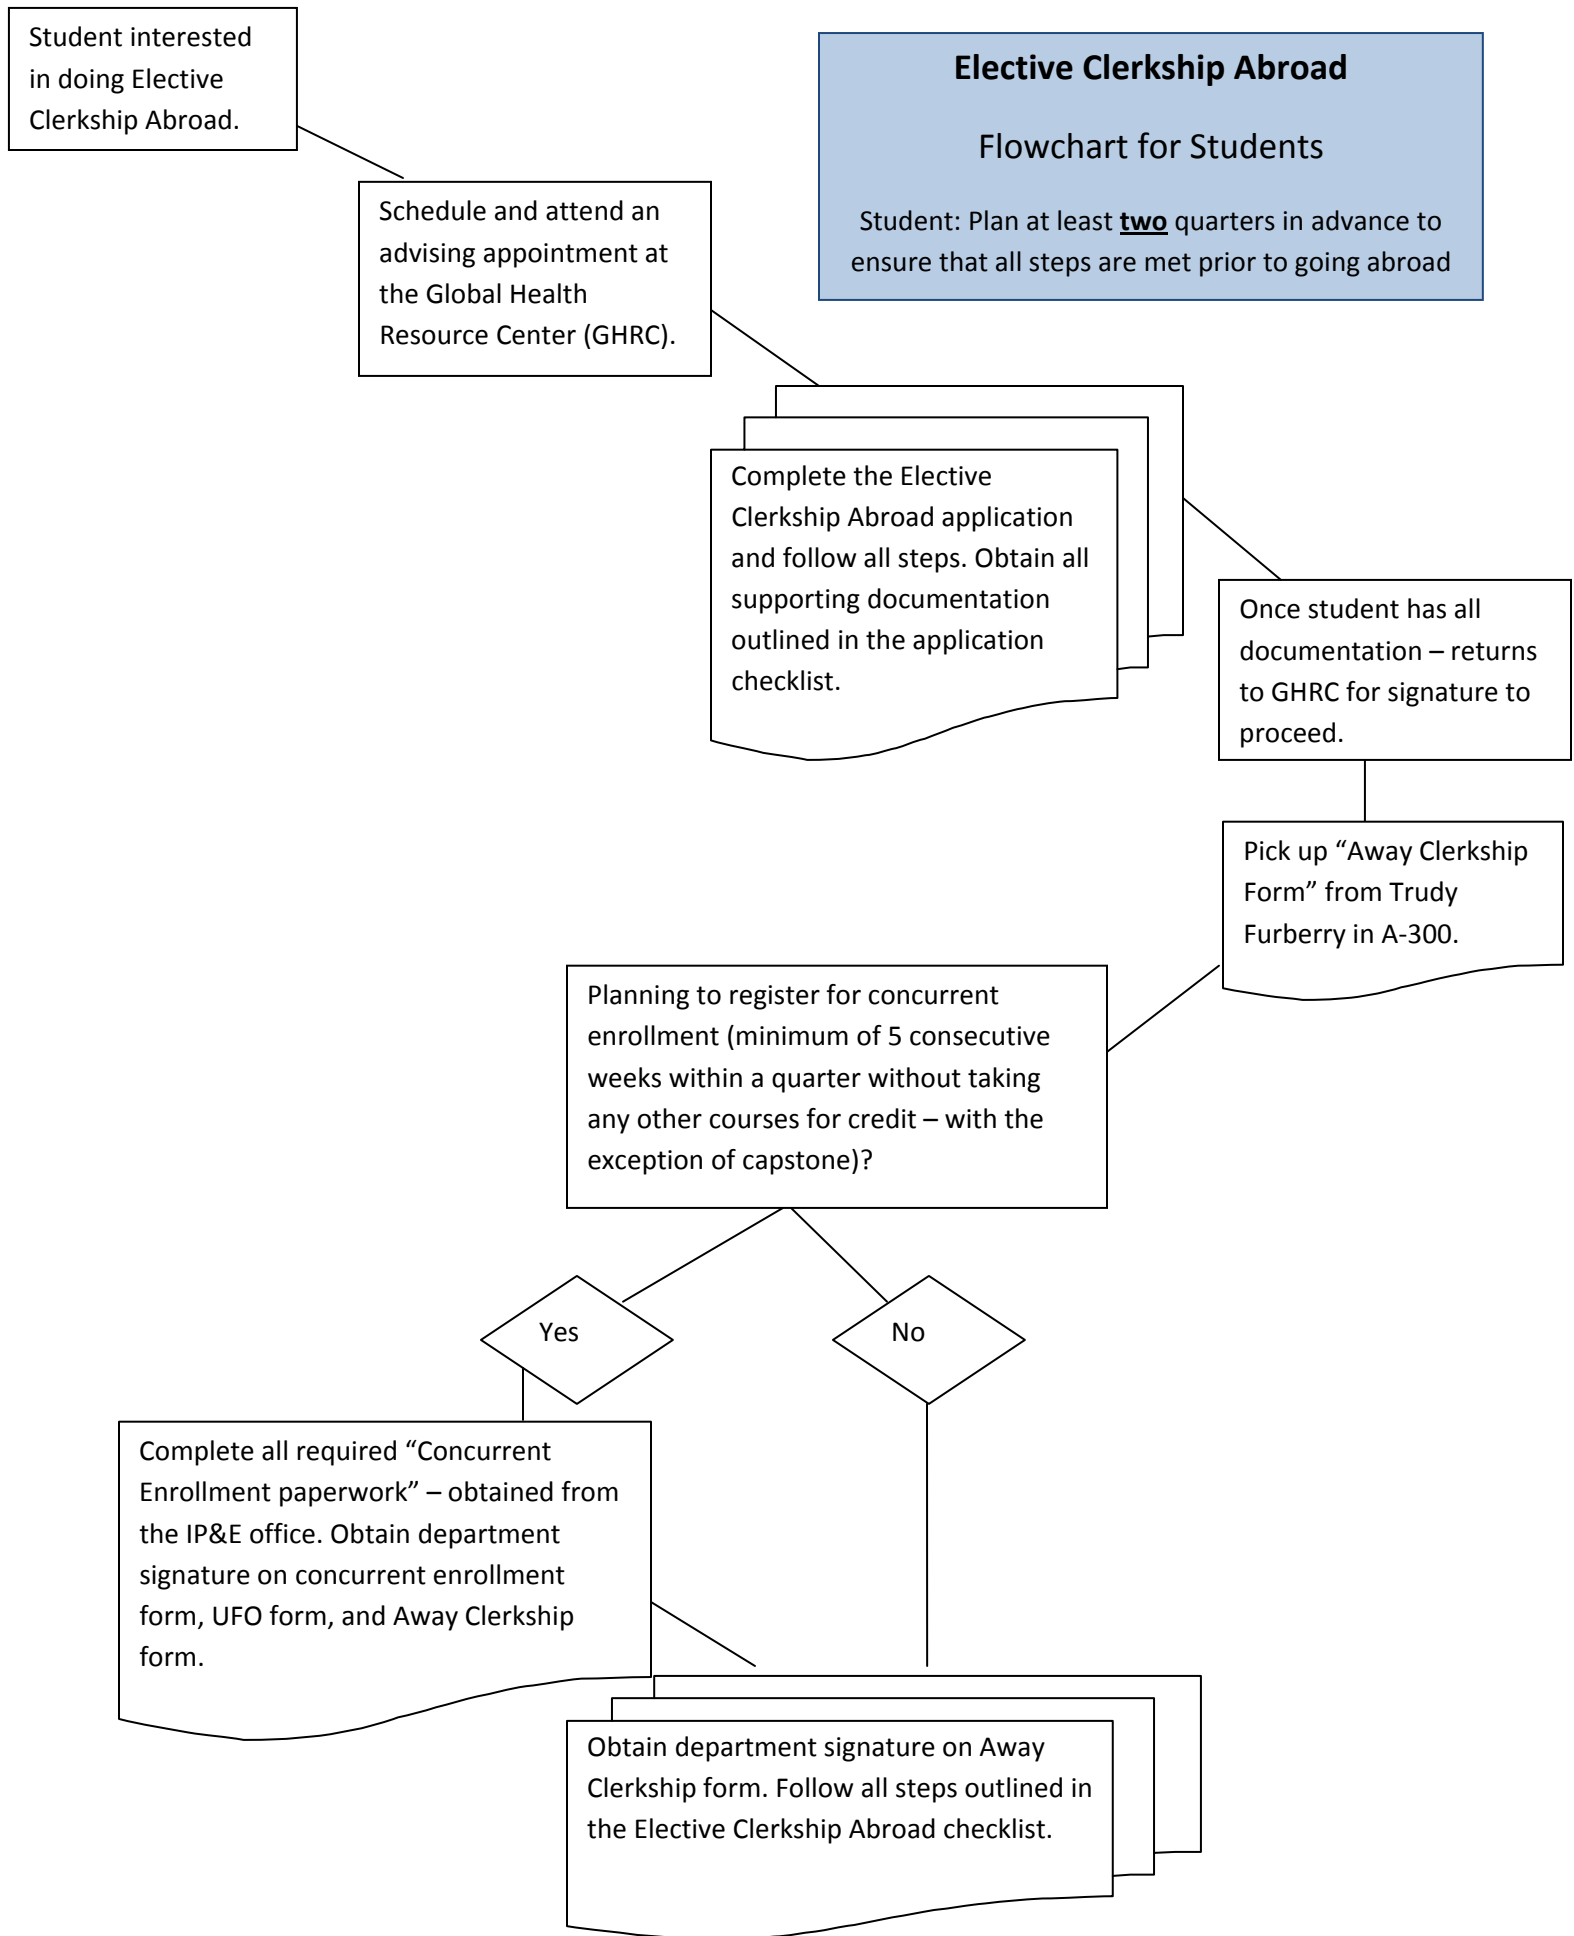 Student interested
in doing Elective
Clerkship Abroad.
Elective Clerkship Abroad
Flowchart for Students
Student: Plan at least two quarters in advance to
ensure that all steps are met prior to going abroad
Schedule and attend an
advising appointment at
the Global Health
Resource Center (GHRC).
Complete the Elective
Clerkship Abroad application
and follow all steps. Obtain all
supporting documentation
outlined in the application
checklist.
Once student has all
documentation – returns
to GHRC for signature to
proceed.
Pick up “Away Clerkship
Form” from Trudy
Furberry in A-300.
Planning to register for concurrent
enrollment (minimum of 5 consecutive
weeks within a quarter without taking
any other courses for credit – with the
exception of capstone)?
Yes
No
Complete all required “Concurrent
Enrollment paperwork” – obtained from
the IP&E office. Obtain department
signature on concurrent enrollment
form, UFO form, and Away Clerkship
form.
Obtain department signature on Away
Clerkship form. Follow all steps outlined in
the Elective Clerkship Abroad checklist.